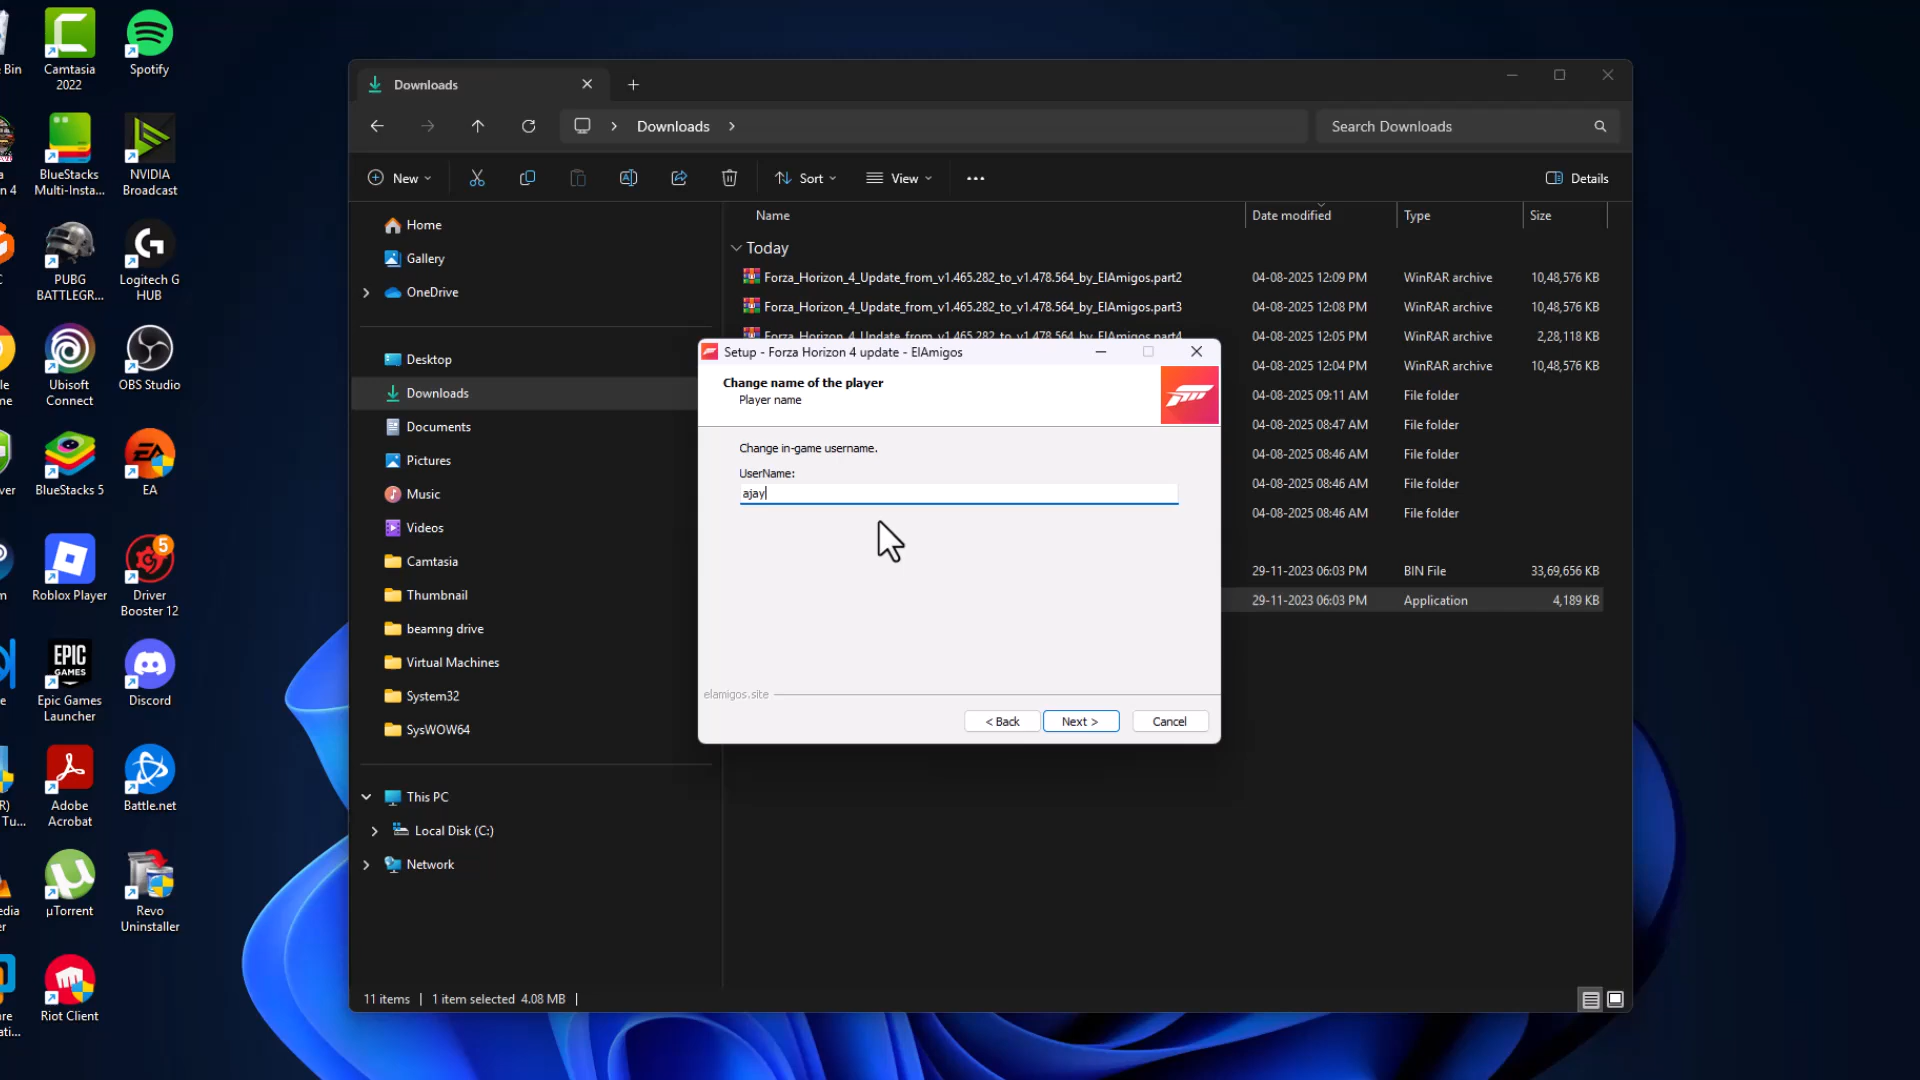 Bin
Camtasia
2022
Spotify
BlueStacks
Multi-Insta...
NVIDIA
Broadcast
n 4
PUBG
BATTLEGR...
Logitech G
HUB
Ubisoft
Connect
OBS Studio
BlueStacks 5
EA
Roblox Player
Driver
Booster 12
5
EPIC
GAMES
Epic Games
Launcher
Discord
Adobe
Acrobat
Battle.net
R)
Tu...
µTorrent
Revo
Uninstaller
Riot Client
Downloads
Downloads
Search Downloads
New
Sort
View
Details
Home
Gallery
OneDrive
Desktop
Downloads
Documents
Pictures
Music
Videos
Camtasia
Thumbnail
beamng drive
Virtual Machines
System32
SysWOW64
This PC
Local Disk (C:)
Network
Name Date modified Type Size
Today
Forza_Horizon_4_Update_from_v1.465.282_to_v1.478.564_by_ElAmigos.part2 04-08-2025 12:09 PM WinRAR archive 10,48,576 KB
Forza_Horizon_4_Update_from_v1.465.282_to_v1.478.564_by_ElAmigos.part3 04-08-2025 12:08 PM WinRAR archive 10,48,576 KB
Forza_Horizon_4_Update_from_v1.465.282_to_v1.478.564_by_ElAmigos.part4 04-08-2025 12:05 PM WinRAR archive 2,28,118 KB
04-08-2025 12:04 PM WinRAR archive 10,48,576 KB
04-08-2025 09:11 AM File folder
04-08-2025 08:47 AM File folder
04-08-2025 08:46 AM File folder
04-08-2025 08:46 AM File folder
04-08-2025 08:46 AM File folder
29-11-2023 06:03 PM BIN File 33,69,656 KB
29-11-2023 06:03 PM Application 4,189 KB
Setup - Forza Horizon 4 update - ElAmigos
Change name of the player
Player name
Change in-game username.
UserName:
ajay
elamigos.site
< Back Next > Cancel
11 items 1 item selected 4.08 MB